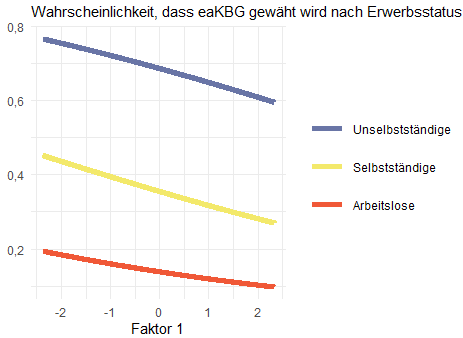 Wahrscheinlichkeit, dass eaKBG gewäht wird nach Erwerbsstatus
0,8
0,6
0,4
0,2
-2 -1 0 1 2
Faktor 1
Unselbstständige
Selbstständige
Arbeitslose